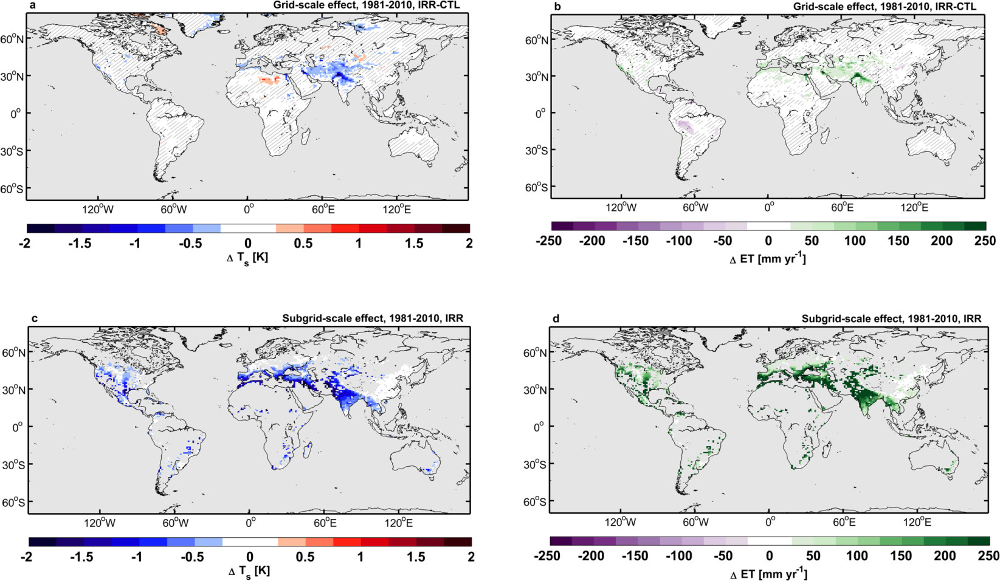 a Grid-scale effect, 1981-2010, IRR-CTL
60°N
30°N
0°
30°S
60°S
120°W 60°W 0° 60°E 120°E
-2 -1.5 -1 -0.5 0 0.5 1 1.5 2
Δ Ts [K]
b Grid-scale effect, 1981-2010, IRR-CTL
60°N
30°N
0°
30°S
60°S
120°W 60°W 0° 60°E 120°E
-250 -200 -150 -100 -50 0 50 100 150 200 250
Δ ET [mm yr⁻¹]
c Subgrid-scale effect, 1981-2010, IRR
60°N
30°N
0°
30°S
60°S
120°W 60°W 0° 60°E 120°E
-2 -1.5 -1 -0.5 0 0.5 1 1.5 2
Δ Ts [K]
d Subgrid-scale effect, 1981-2010, IRR
60°N
30°N
0°
30°S
60°S
120°W 60°W 0° 60°E 120°E
-250 -200 -150 -100 -50 0 50 100 150 200 250
Δ ET [mm yr⁻¹]